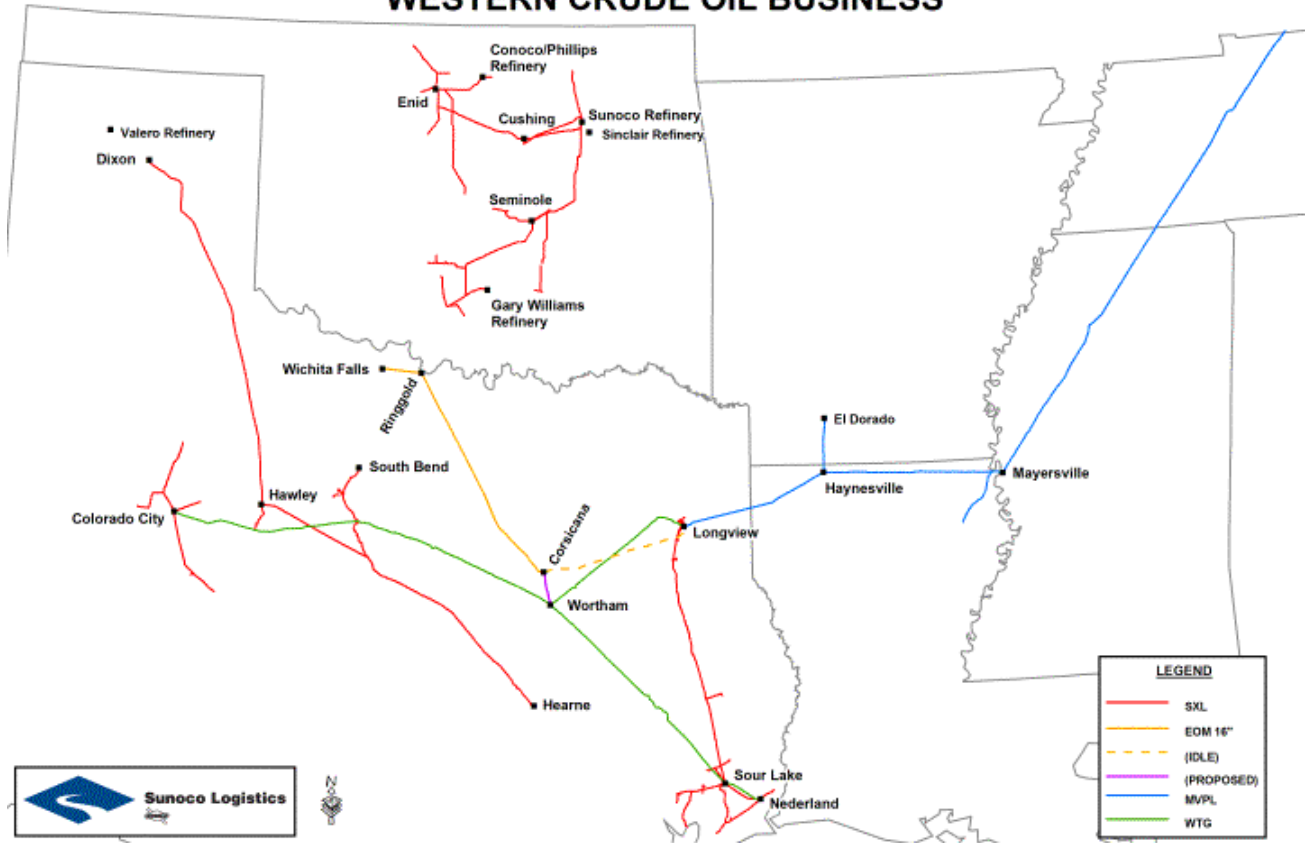 WESTERN CRUDE OIL BUSINESS
Conoco/Phillips
Refinery
Enid
Cushing
Sunoco Refinery
Sinclair Refinery
Valero Refinery
Dixon
Seminole
Gary Williams
Refinery
Wichita Falls
Ringgold
El Dorado
South Bend
Mayersville
Haynesville
Hawley
Colorado City
Corsicana
Longview
Wortham
Hearne
Sour Lake
Nederland
LEGEND
SXL
EOM 16"
(IDLE)
(PROPOSED)
MVPL
WTG
Sunoco Logistics
N